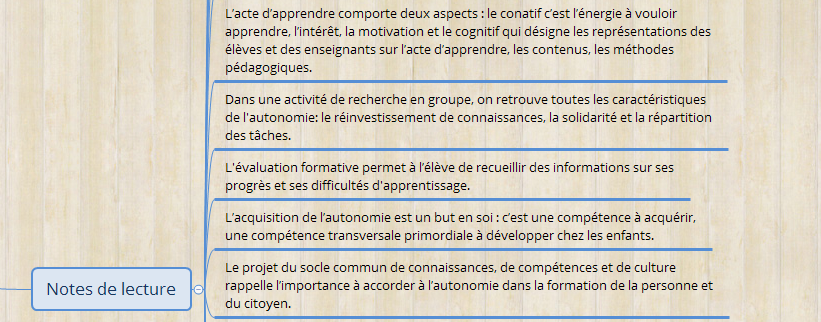 L'acte d'apprendre comporte deux aspects : le conatif c'est l'énergie à vouloir
apprendre, l'intérêt, la motivation et le cognitif qui désigne les représentations des
élèves et des enseignants sur l'acte d'apprendre, les contenus, les méthodes
pédagogiques.
Dans une activité de recherche en groupe, on retrouve toutes les caractéristiques
de l'autonomie: le réinvestissement de connaissances, la solidarité et la répartition
des tâches.
L'évaluation formative permet à l'élève de recueillir des informations sur ses
progrès et ses difficultés d'apprentissage.
L'acquisition de l'autonomie est un but en soi : c'est une compétence à acquérir,
une compétence transversale primordiale à développer chez les enfants.
Le projet du socle commun de connaissances, de compétences et de culture
rappelle l'importance à accorder à l'autonomie dans la formation de la personne et
du citoyen.
Notes de lecture